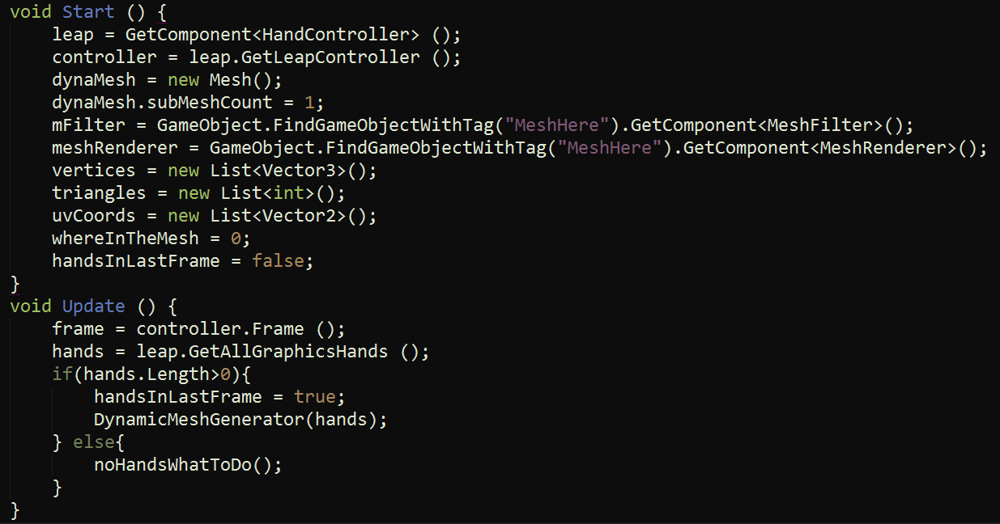 void Start () {
    leap = GetComponent<HandController> ();
    controller = leap.GetLeapController ();
    dynaMesh = new Mesh();
    dynaMesh.subMeshCount = 1;
    mFilter = GameObject.FindGameObjectWithTag("MeshHere").GetComponent<MeshFilter>();
    meshRenderer = GameObject.FindGameObjectWithTag("MeshHere").GetComponent<MeshRenderer>();
    vertices = new List<Vector3>();
    triangles = new List<int>();
    uvCoords = new List<Vector2>();
    whereInTheMesh = 0;
    handsInLastFrame = false;
}
void Update () {
    frame = controller.Frame ();
    hands = leap.GetAllGraphicsHands ();
    if(hands.Length>0){
        handsInLastFrame = true;
        DynamicMeshGenerator(hands);
    } else{
        noHandsWhatToDo();
    }
}